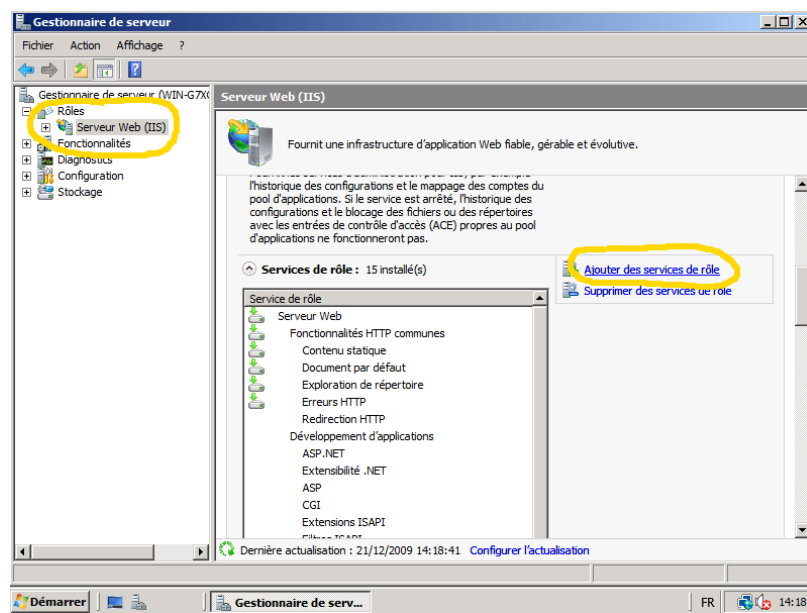 Gestionnaire de serveur
Fichier Action Affichage ?
Gestionnaire de serveur (WIN-G7X
Rôles
Serveur Web (IIS)
Fonctionnalités
Diagnostics
Configuration
Stockage
Serveur Web (IIS)
Fournit une infrastructure d'application Web fiable, gérable et évolutive.
l'historique des configurations et le mappage des comptes du
pool d'applications. Si le service est arrêté, l'historique des
configurations et le blocage des fichiers ou des répertoires
avec les entrées de contrôle d'accès (ACE) propres au pool
d'applications ne fonctionneront pas.
Services de rôle : 15 installé(s)
Ajouter des services de rôle
Supprimer des services de rôle
Service de rôle
Serveur Web
Fonctionnalités HTTP communes
Contenu statique
Document par défaut
Exploration de répertoire
Erreurs HTTP
Redirection HTTP
Développement d'applications
ASP.NET
Extensibilité .NET
ASP
CGI
Extensions ISAPI
Dernière actualisation : 21/12/2009 14:18:41 Configurer l'actualisation
Démarrer
Gestionnaire de serv...
FR
14:18